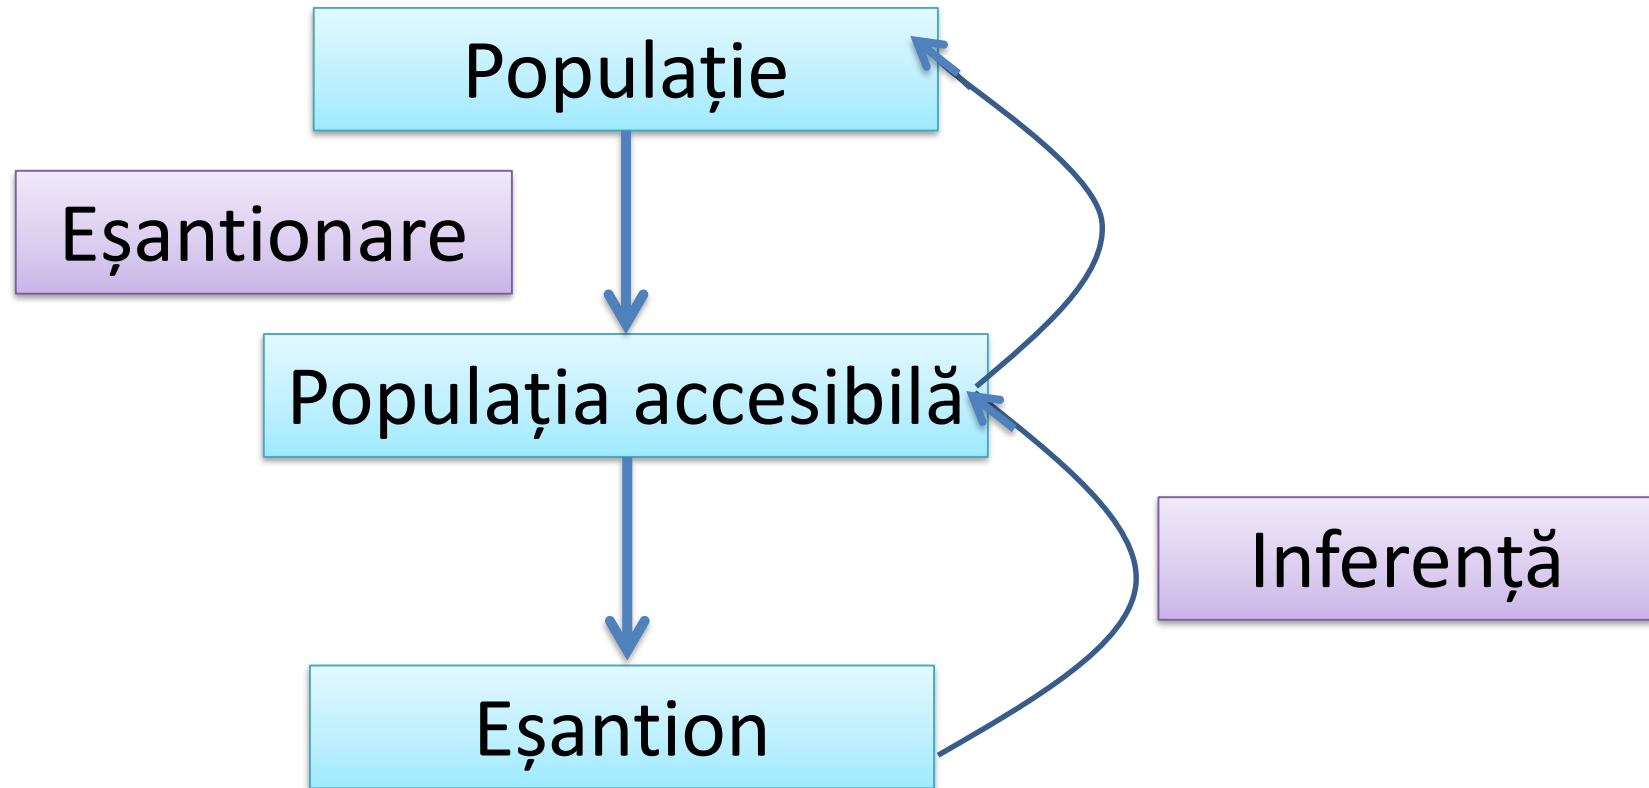 Populație
Eșantionare
Populația accesibilă
Inferență
Eșantion